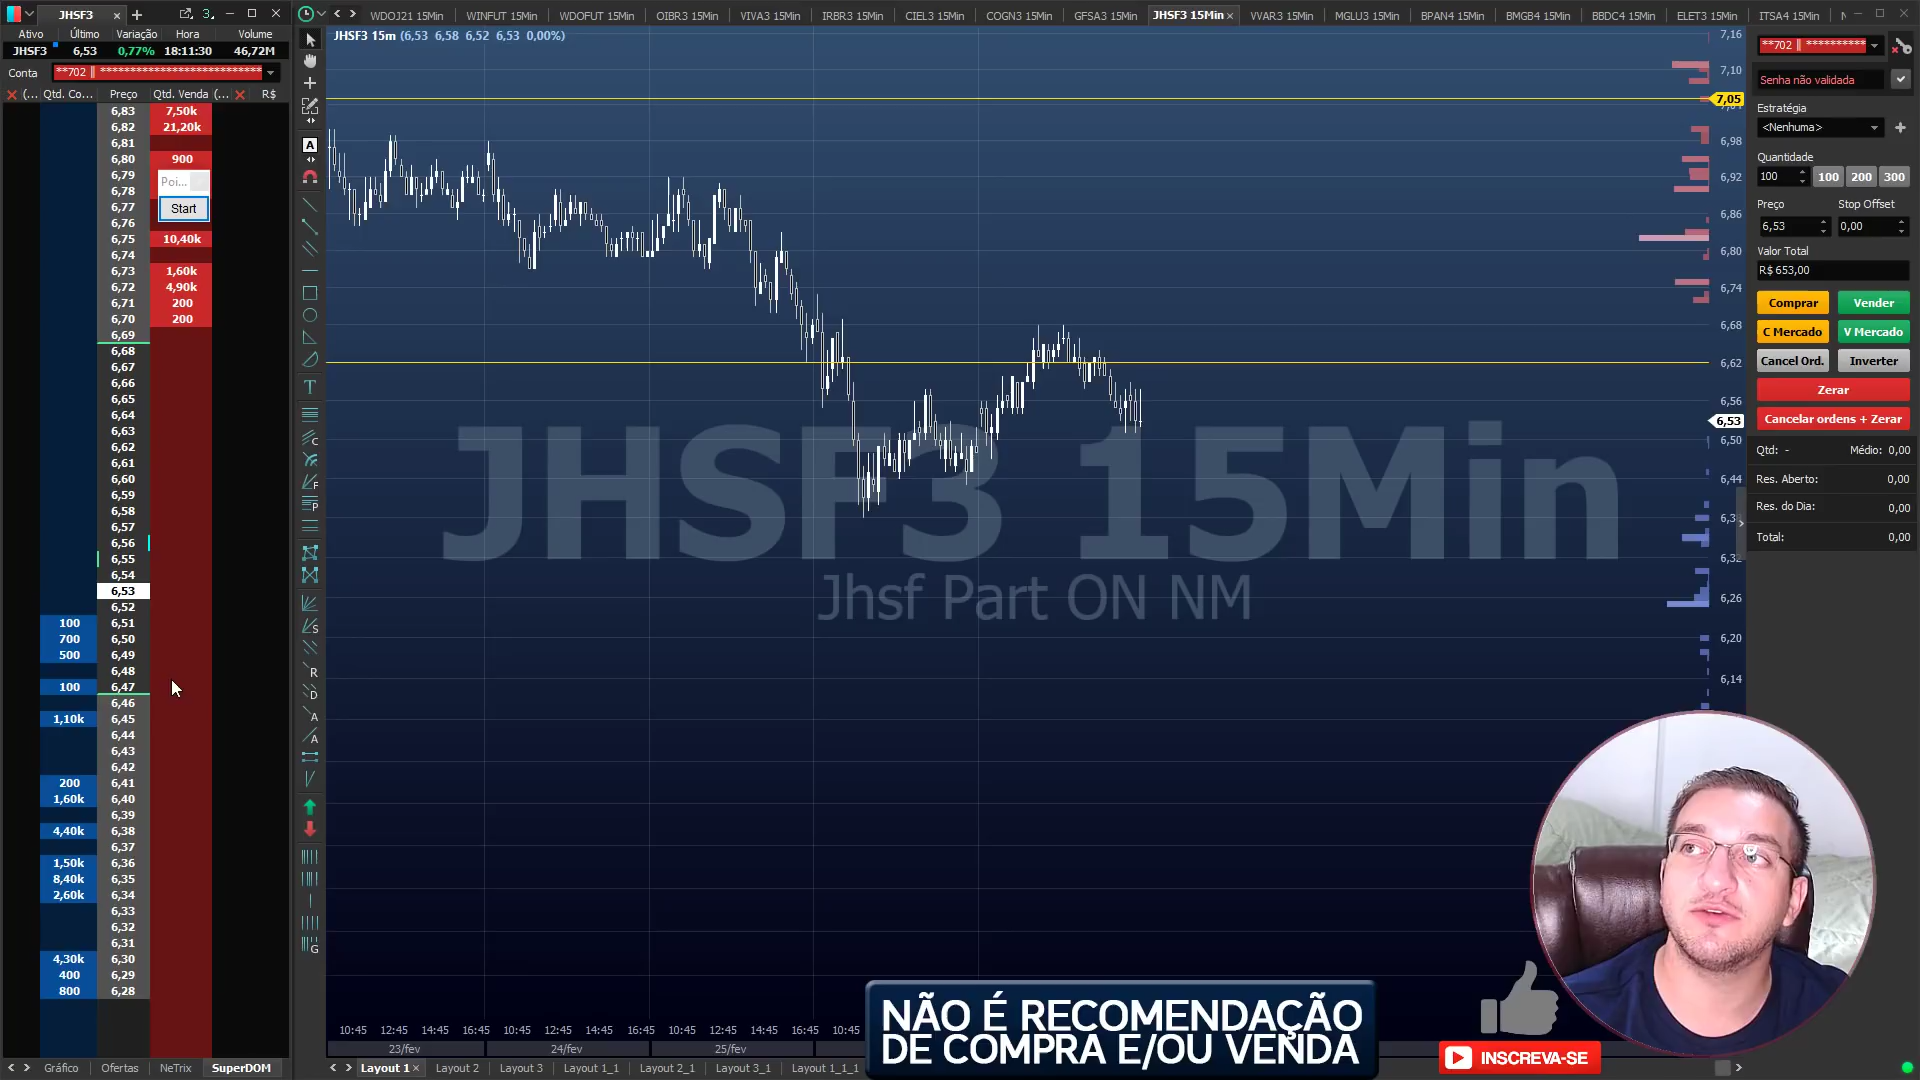 JHSF3
Ativo Último Variação Hora Volume
JHSF3 6,53 0,77% 18:11:30 46,72M
Conta **702 || ****************************
(... Qtd. Co... Preço Qtd. Venda (... R$
6,83 7,50k
6,82 21,20k
6,81
6,80 900
6,79
6,78
6,77
6,76
Poi...
Start
6,75 10,40k
6,74
6,73 1,60k
6,72 4,90k
6,71 200
6,70 200
6,69
6,68
6,67
6,66
6,65
6,64
6,63
6,62
6,61
6,60
6,59
6,58
6,57
6,56
6,55
6,54
6,53
6,52
100 6,51
700 6,50
500 6,49
6,48
100 6,47
6,46
1,10k 6,45
6,44
6,43
6,42
200 6,41
1,60k 6,40
6,39
4,40k 6,38
6,37
1,50k 6,36
8,40k 6,35
2,60k 6,34
6,33
6,32
6,31
4,30k 6,30
400 6,29
800 6,28
Gráfico Ofertas NeTrix SuperDOM
WDOJ21 15Min WINFUT 15Min WDOFUT 15Min OIBR3 15Min VIVA3 15Min IRBR3 15Min CIEL3 15Min COGN3 15Min GFSA3 15Min JHSF3 15Min VVAR3 15Min MGLU3 15Min BPAN4 15Min BMGB4 15Min BBDC4 15Min ELET3 15Min ITSA4 15Min
JHSF3 15m (6,53 6,58 6,52 6,53 0,00%)
7,16
7,10
7,05
6,98
6,92
6,86
6,80
6,74
6,68
6,62
6,56
6,53
6,50
6,44
6,32
6,26
6,20
6,14
JHSF3 15Min
Jhsf Part ON NM
10:45 12:45 14:45 16:45 10:45 12:45 14:45 16:45 10:45 12:45 14:45 16:45 10:45
23/fev 24/fev 25/fev
Layout 1 Layout 2 Layout 3 Layout 1_1 Layout 2_1 Layout 3_1 Layout 1_1_1
**702 || ***********
Senha não validada
Estratégia
<Nenhuma>
Quantidade
100 100 200 300
Preço Stop Offset
6,53 0,00
Valor Total
R$ 653,00
Comprar Vender
C Mercado V Mercado
Cancel Ord. Inverter
Zerar
Cancelar ordens + Zerar
Qtd: - Médio: 0,00
Res. Aberto: 0,00
Res. do Dia: 0,00
Total: 0,00
NÃO É RECOMENDAÇÃO
DE COMPRA E/OU VENDA
INSCREVA-SE